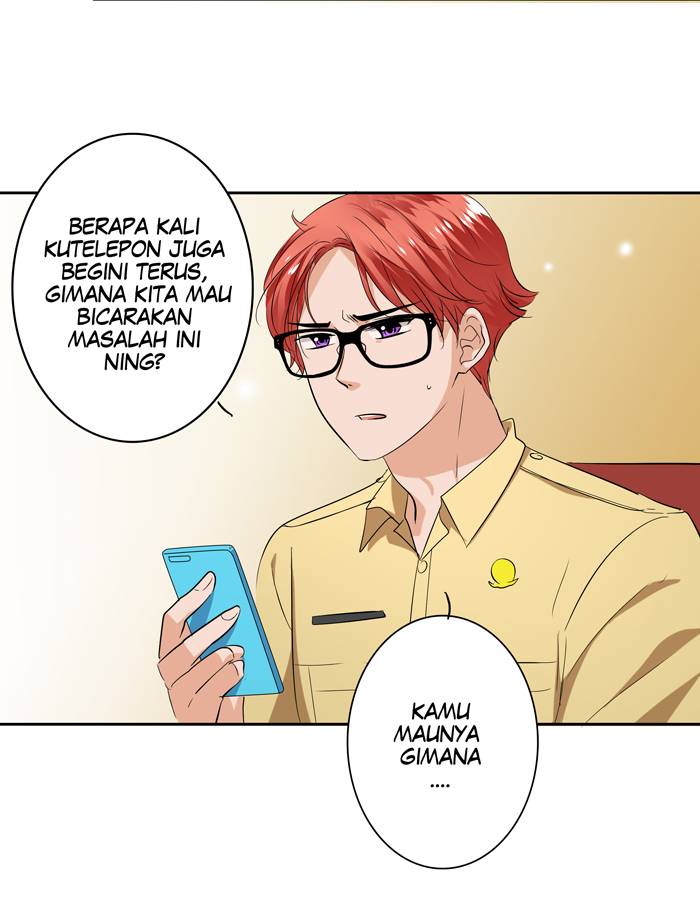 BERAPA KALI
KUTELEPON JUGA
BEGINI TERUS,
GIMANA KITA MAU
BICARAKAN
MASALAH INI
NING?
KAMU
MAUNYA
GIMANA
....